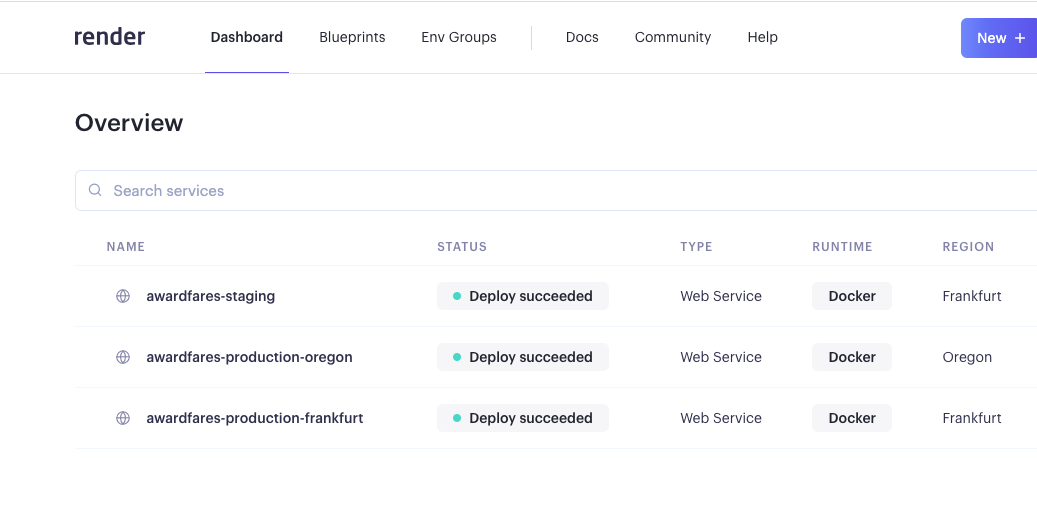 render Dashboard Blueprints Env Groups Docs Community Help New +
Overview
Search services
NAME STATUS TYPE RUNTIME REGION
awardfares-staging Deploy succeeded Web Service Docker Frankfurt
awardfares-production-oregon Deploy succeeded Web Service Docker Oregon
awardfares-production-frankfurt Deploy succeeded Web Service Docker Frankfurt